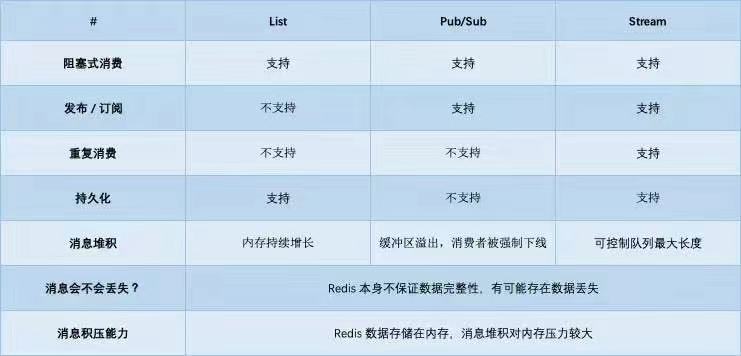 # List Pub/Sub Stream
阻塞式消费 支持 支持 支持
发布 / 订阅 不支持 支持 支持
重复消费 不支持 不支持 支持
持久化 支持 不支持 支持
消息堆积 内存持续增长 缓冲区溢出，消费者被强制下线 可控制队列最大长度
消息会不会丢失？ Redis 本身不保证数据完整性，有可能存在数据丢失
消息积压能力 Redis 数据存储在内存，消息堆积对内存压力较大